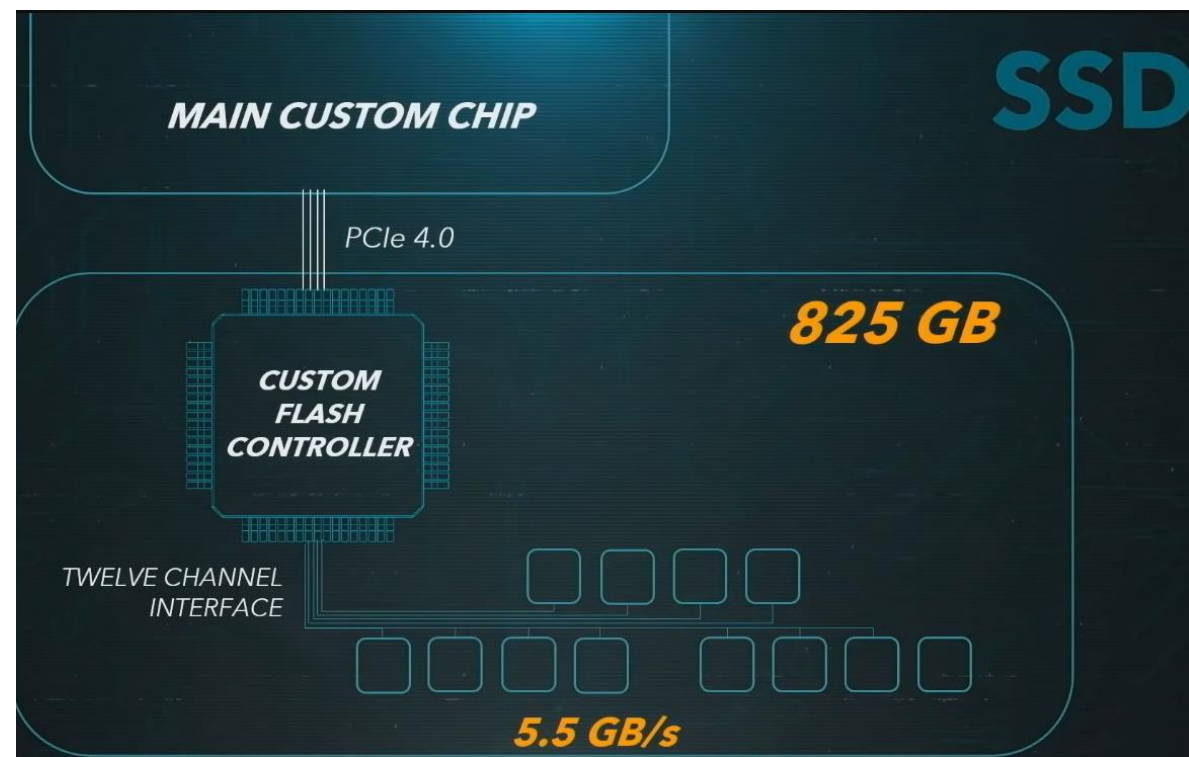 SSD
MAIN CUSTOM CHIP
PCIe 4.0
825 GB
CUSTOM
FLASH
CONTROLLER
TWELVE CHANNEL
INTERFACE
5.5 GB/s